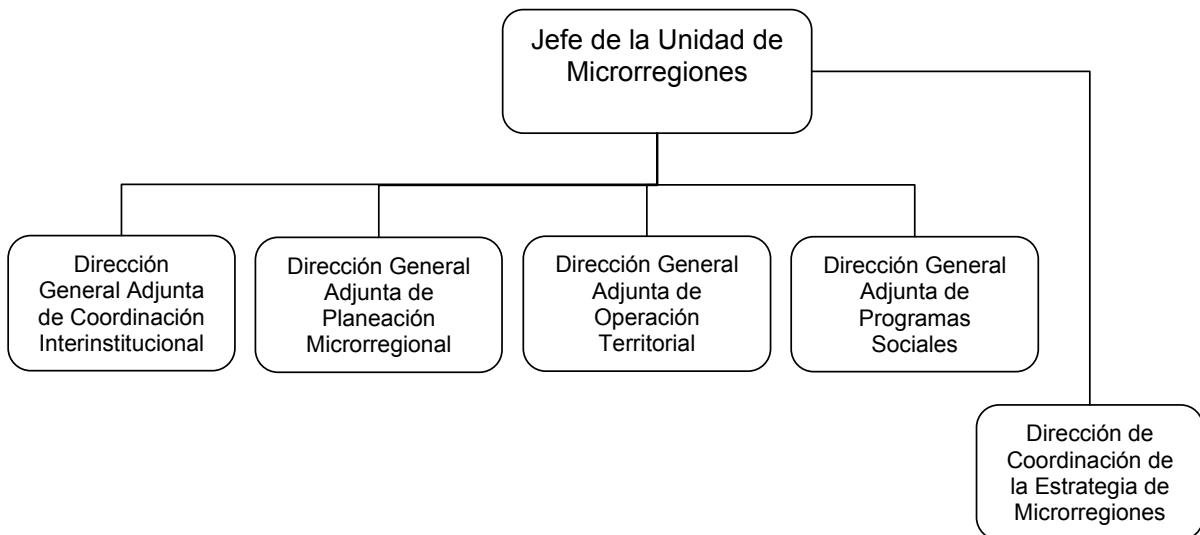 Jefe de la Unidad de
Microrregiones
Dirección
General Adjunta
de Coordinación
Interinstitucional
Dirección General
Adjunta de
Planeación
Microrregional
Dirección General
Adjunta de
Operación
Territorial
Dirección General
Adjunta de
Programas
Sociales
Dirección de
Coordinación de
la Estrategia de
Microrregiones